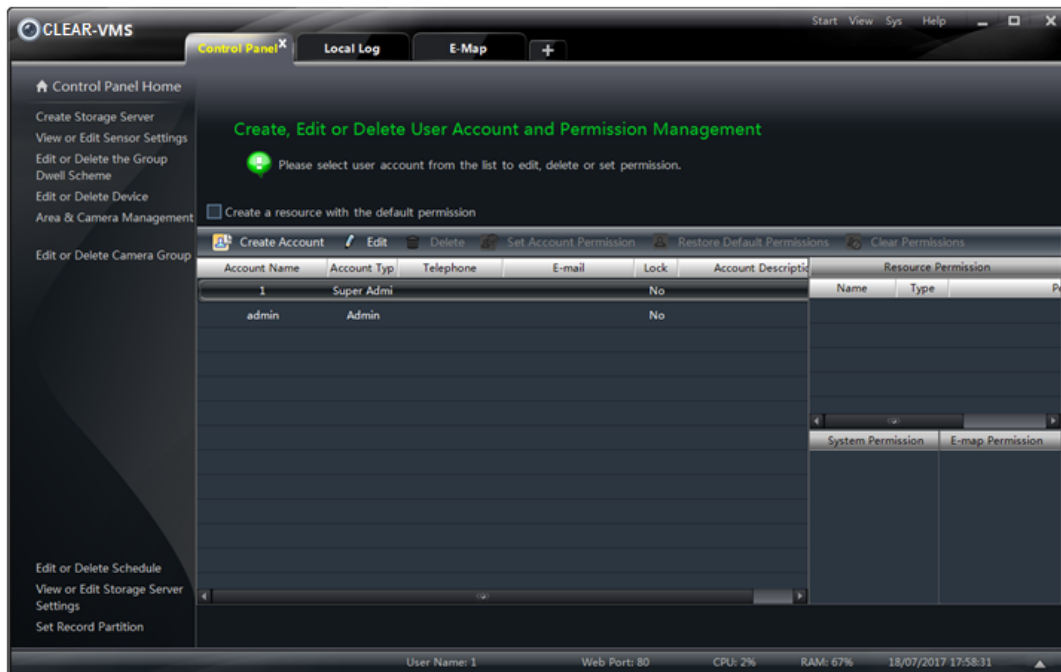 CLEAR-VMS
Start View Sys Help
Control Panel X
Local Log
E-Map
+
Control Panel Home
Create Storage Server
View or Edit Sensor Settings
Edit or Delete the Group
Dwell Scheme
Edit or Delete Device
Area & Camera Management
Edit or Delete Camera Group
Create, Edit or Delete User Account and Permission Management
Please select user account from the list to edit, delete or set permission.
Create a resource with the default permission
Create Account Edit Delete Set Account Permission Restore Default Permissions Clear Permissions
Account Name Account Typ Telephone E-mail Lock Account Descriptic
1 Super Admi No
admin Admin No
Resource Permission
Name Type Pe
System Permission E-map Permission
Edit or Delete Schedule
View or Edit Storage Server
Settings
Set Record Partition
User Name: 1 Web Port: 80 CPU: 2% RAM: 67% 18/07/2017 17:58:31